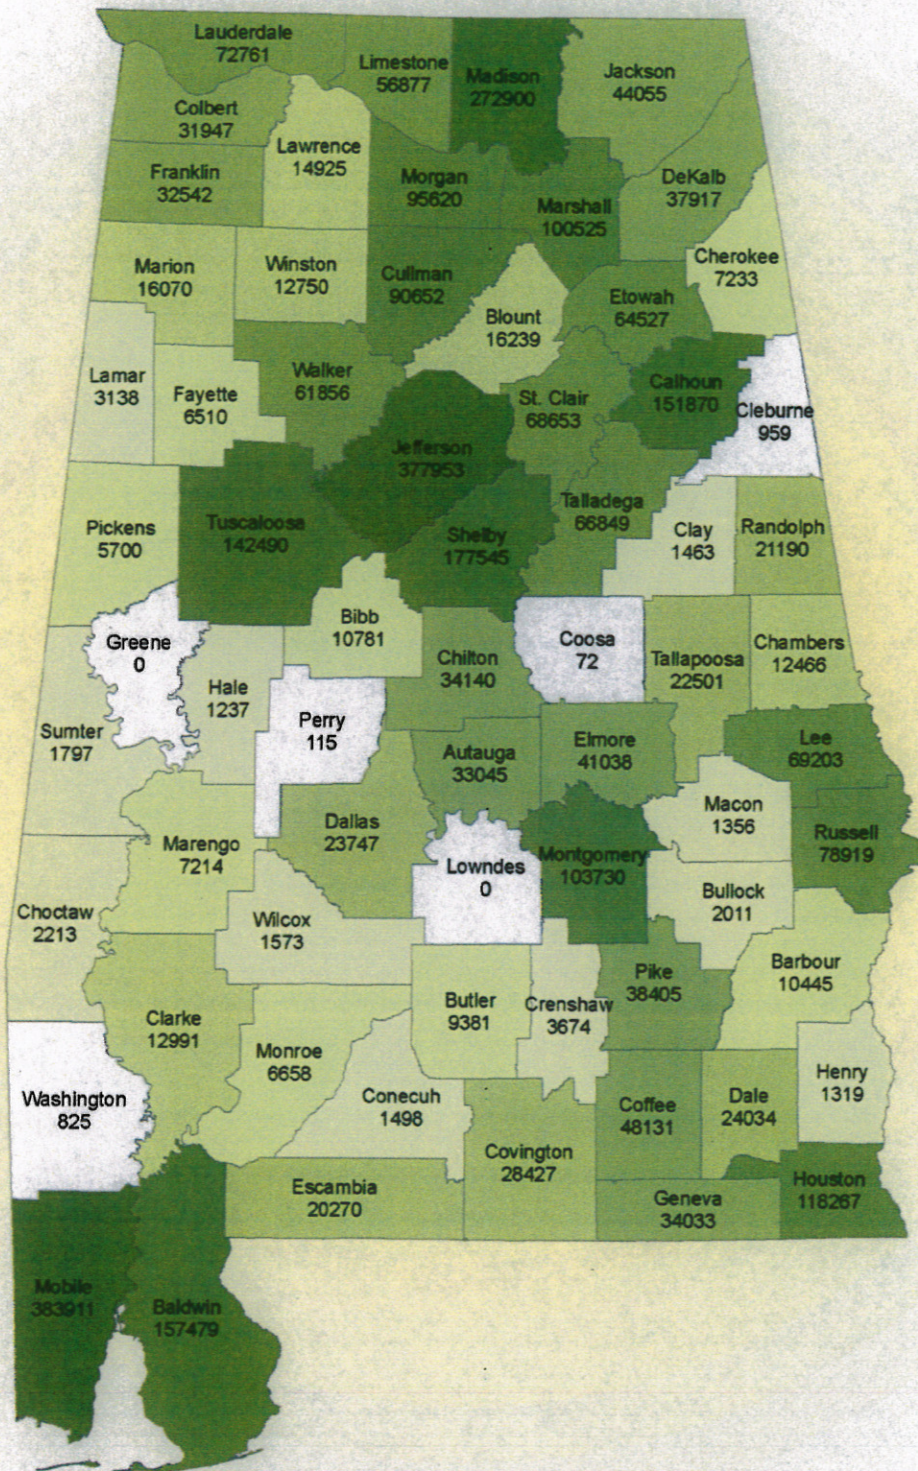 Lauderdale
72761
Limestone
56877
Madison
272900
Jackson
44055
Colbert
31947
Lawrence
14925
Franklin
32542
Morgan
95620
Marshall
100525
DeKalb
37917
Cherokee
7233
Marion
16070
Winston
12750
Cullman
90652
Blount
16239
Etowah
64527
Lamar
3138
Fayette
6510
Walker
61856
St. Clair
68653
Calhoun
151870
Cleburne
959
Jefferson
377953
Pickens
5700
Tuscaloosa
142490
Shelby
177545
Talladega
66849
Clay
1463
Randolph
21190
Greene
0
Bibb
10781
Chilton
34140
Coosa
72
Tallapoosa
22501
Chambers
12466
Sumter
1797
Hale
1237
Perry
115
Autauga
33045
Elmore
41038
Lee
69203
Marengo
7214
Dallas
23747
Lowndes
0
Montgomery
103730
Macon
1356
Russell
78919
Choctaw
2213
Wilcox
1573
Bullock
2011
Clarke
12991
Butler
9381
Crenshaw
3674
Pike
38405
Barbour
10445
Washington
825
Monroe
6658
Conecuh
1498
Coffee
48131
Dale
24034
Henry
1319
Escambia
20270
Covington
28427
Geneva
34033
Houston
118267
Mobile
383911
Baldwin
157479